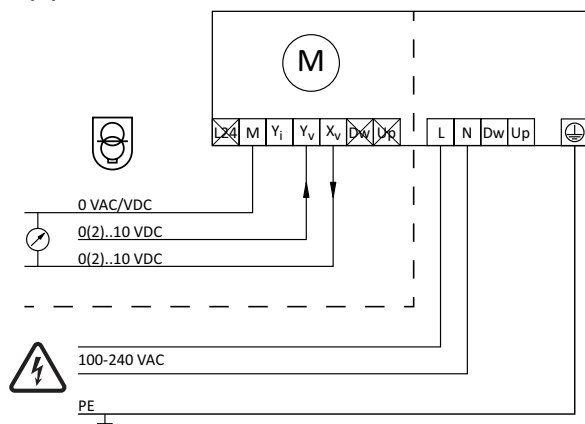 M
L24 M Yi Yv Xv Dw Up L N Dw Up
0 VAC/VDC
0(2)..10 VDC
0(2)..10 VDC
100-240 VAC
PE